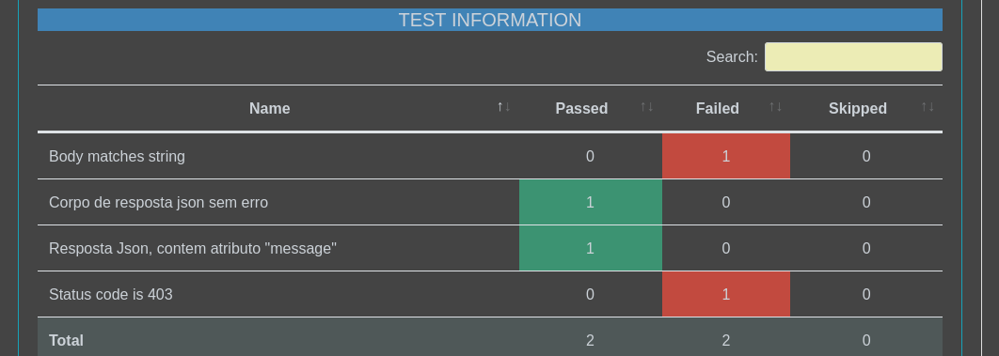 TEST INFORMATION
Search:
Name Passed Failed Skipped
Body matches string 0 1 0
Corpo de resposta json sem erro 1 0 0
Resposta Json, contem atributo "message" 1 0 0
Status code is 403 0 1 0
Total 2 2 0